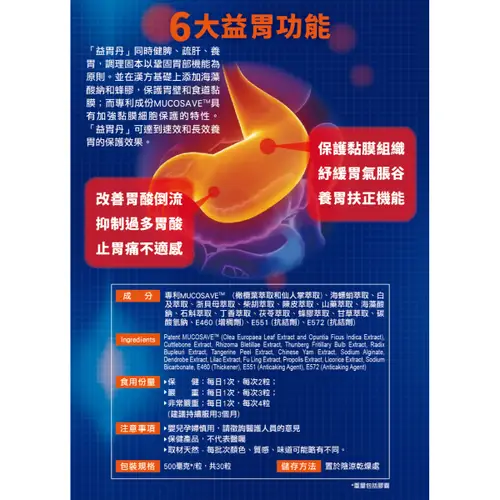 6大益胃功能
「益胃丹」同時健脾、疏肝、養
胃，調理固本以鞏固胃部機能為
原則。並在漢方基礎上添加海藻
酸鈉和蜂膠，保護胃壁和食道黏
膜；而專利成份MUCOSAVE™具
有加強黏膜細胞保護的特性。
「益胃丹」可達到速效和長效養
胃的保護效果。
保護黏膜組織
紓緩胃氣脹谷
養胃扶正機能
改善胃酸倒流
抑制過多胃酸
止胃痛不適感
成 分
專利MUCOSAVE™ （橄欖葉萃取和仙人掌萃取）、海螵蛸萃取、白
及萃取、浙貝母萃取、柴胡萃取、陳皮萃取、山藥萃取、海藻酸
鈉、石斛萃取、丁香萃取、茯苓萃取、蜂膠萃取、甘草萃取、碳
酸氫鈉、E460 (增稠劑)、E551 (抗結劑)、E572 (抗結劑)
Ingredients
Patent MUCOSAVE™ (Olea Europaea Leaf Extract and Opuntia Ficus Indica Extract),
Cuttlebone Extract, Rhizoma Bletillae Extract, Thunberg Fritillary Bulb Extract, Radix
Bupleuri Extract, Tangerine Peel Extract, Chinese Yam Extract, Sodium Alginate,
Dendrobe Extract, Lilac Extract, Fu Ling Extract, Propolis Extract, Licorice Extract, Sodium
Bicarbonate, E460 (Thickener), E551 (Anticaking Agent), E572 (Anticaking Agent)
食用份量
▸保 健：每日1次，每次2粒；
▸嚴 重：每日1次，每次3粒；
▸非常嚴重：每日1次，每次4粒
(建議持續服用3個月)
注意事項
▸嬰兒孕婦慎用，請徵詢醫護人員的意見
▸保健產品，不代表醫囑
▸取材天然，每批次顏色、質感、味道可能略有不同。
包裝規格
500毫克*/粒，共30粒
儲存方法
置於陰涼乾燥處
*重量包括膠囊